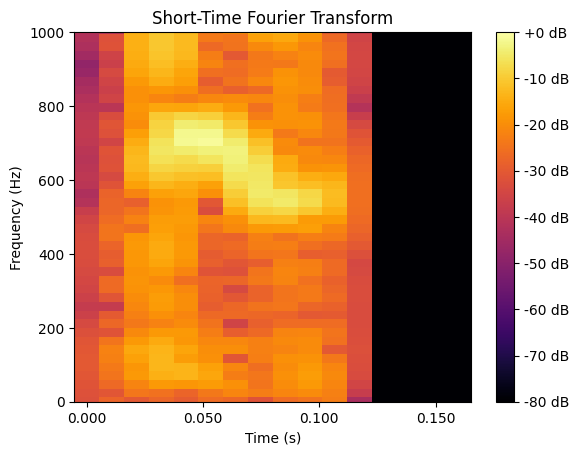 Short-Time Fourier Transform
1000
800
600
400
200
0
Frequency (Hz)
0.000
0.050
0.100
0.150
Time (s)
+0 dB
-10 dB
-20 dB
-30 dB
-40 dB
-50 dB
-60 dB
-70 dB
-80 dB